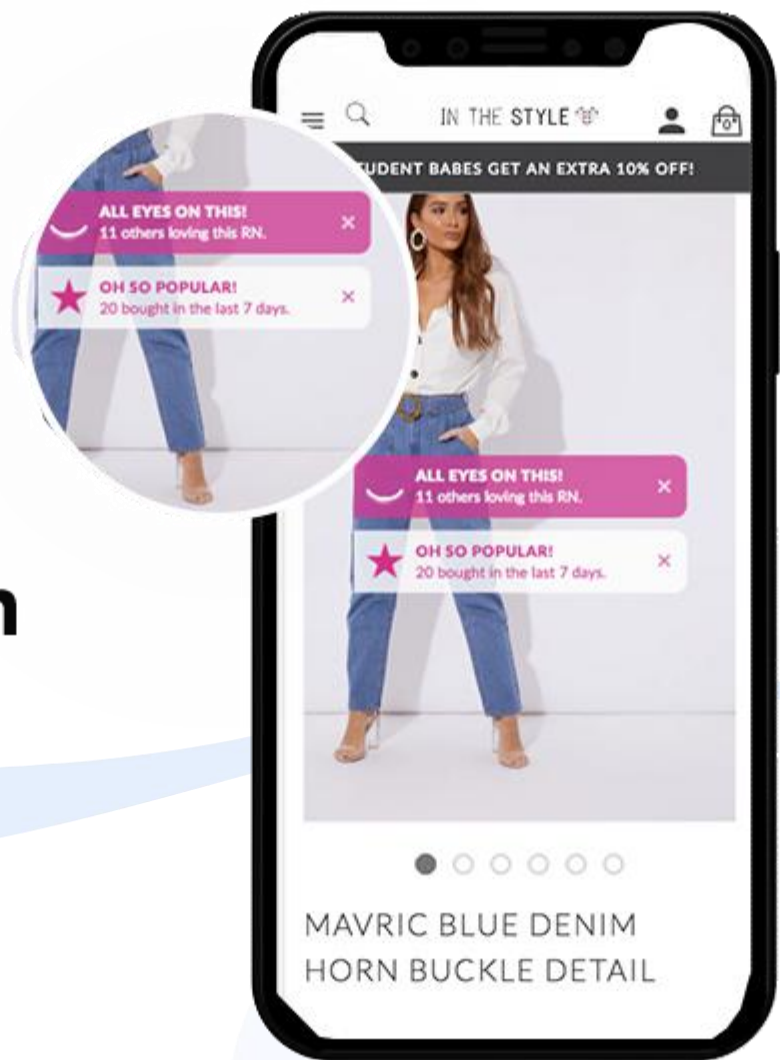 IN THE STYLE
STUDENT BABES GET AN EXTRA 10% OFF!
ALL EYES ON THIS!
11 others loving this RN.
OH SO POPULAR!
20 bought in the last 7 days.
ALL EYES ON THIS!
11 others loving this RN.
OH SO POPULAR!
20 bought in the last 7 days.
MAVRIC BLUE DENIM
HORN BUCKLE DETAIL